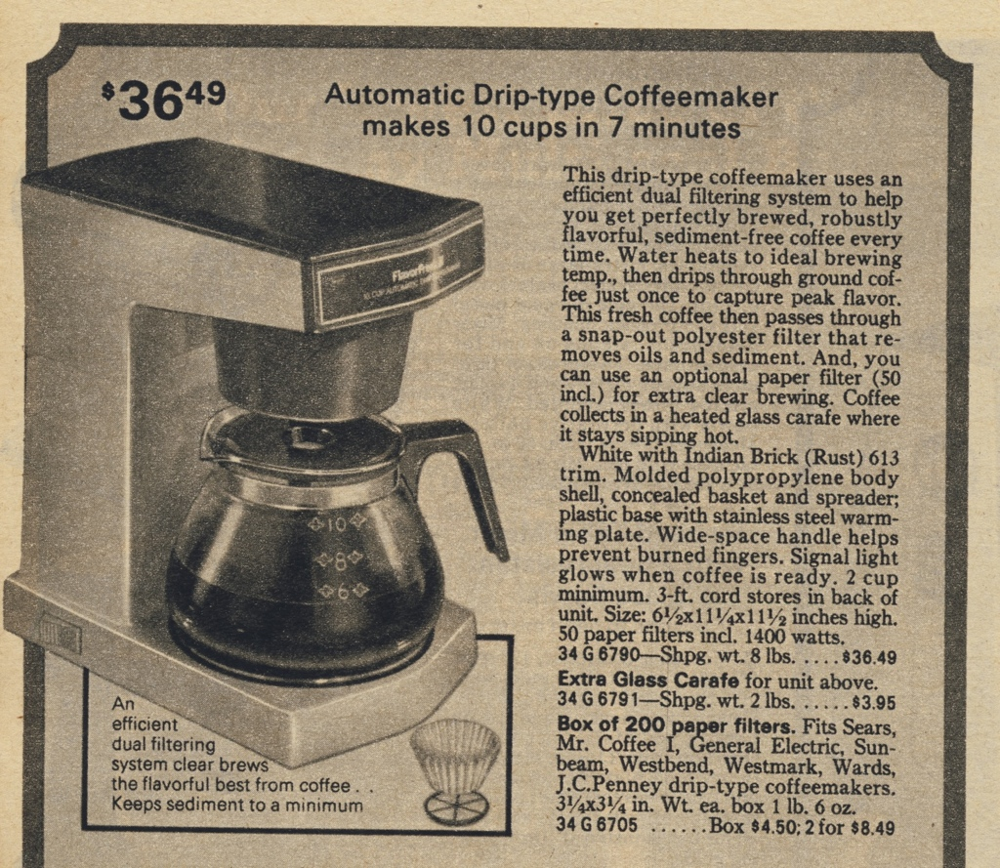 $36 49
Automatic Drip-type Coffeemaker
makes 10 cups in 7 minutes
This drip-type coffeemaker uses an
efficient dual filtering system to help
you get perfectly brewed, robustly
flavorful, sediment-free coffee every
time. Water heats to ideal brewing
temp., then drips through ground cof-
fee just once to capture peak flavor.
This fresh coffee then passes through
a snap-out polyester filter that re-
moves oils and sediment. And, you
can use an optional paper filter (50
incl.) for extra clear brewing. Coffee
collects in a heated glass carafe where
it stays sipping hot.
White with Indian Brick (Rust) 613
trim. Molded polypropylene body
shell, concealed basket and spreader;
plastic base with stainless steel warm-
ing plate. Wide-space handle helps
prevent burned fingers. Signal light
glows when coffee is ready. 2 cup
minimum. 3-ft. cord stores in back of
unit. Size: 6½x11¼x11½ inches high.
50 paper filters incl. 1400 watts.
34 G 6790—Shpg. wt. 8 lbs. . . . . $36.49
Extra Glass Carafe for unit above.
34 G 6791—Shpg. wt. 2 lbs. . . . . . $3.95
Box of 200 paper filters. Fits Sears,
Mr. Coffee I, General Electric, Sun-
beam, Westbend, Westmark, Wards,
J.C.Penney drip-type coffeemakers.
3¼x3¼ in. Wt. ea. box 1 lb. 6 oz.
34 G 6705 . . . . . . Box $4.50; 2 for $8.49
10 CUP
10
8
6
An
efficient
dual filtering
system clear brews
the flavorful best from coffee . .
Keeps sediment to a minimum